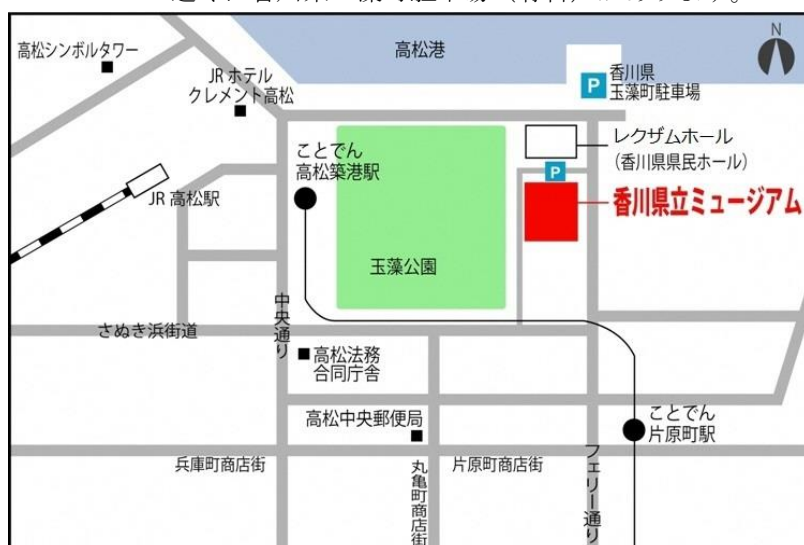 高松シンボルタワー
高松港
N
JR ホテル
クレメント高松
P
香川県
玉藻町駐車場
レクザムホール
(香川県県民ホール)
P
香川県立ミュージアム
ことでん
高松築港駅
JR 高松駅
玉藻公園
中央通り
さぬき浜街道
高松法務
合同庁舎
高松中央郵便局
ことでん
片原町駅
兵庫町商店街
丸亀町商店街
片原町商店街
フェリー通り